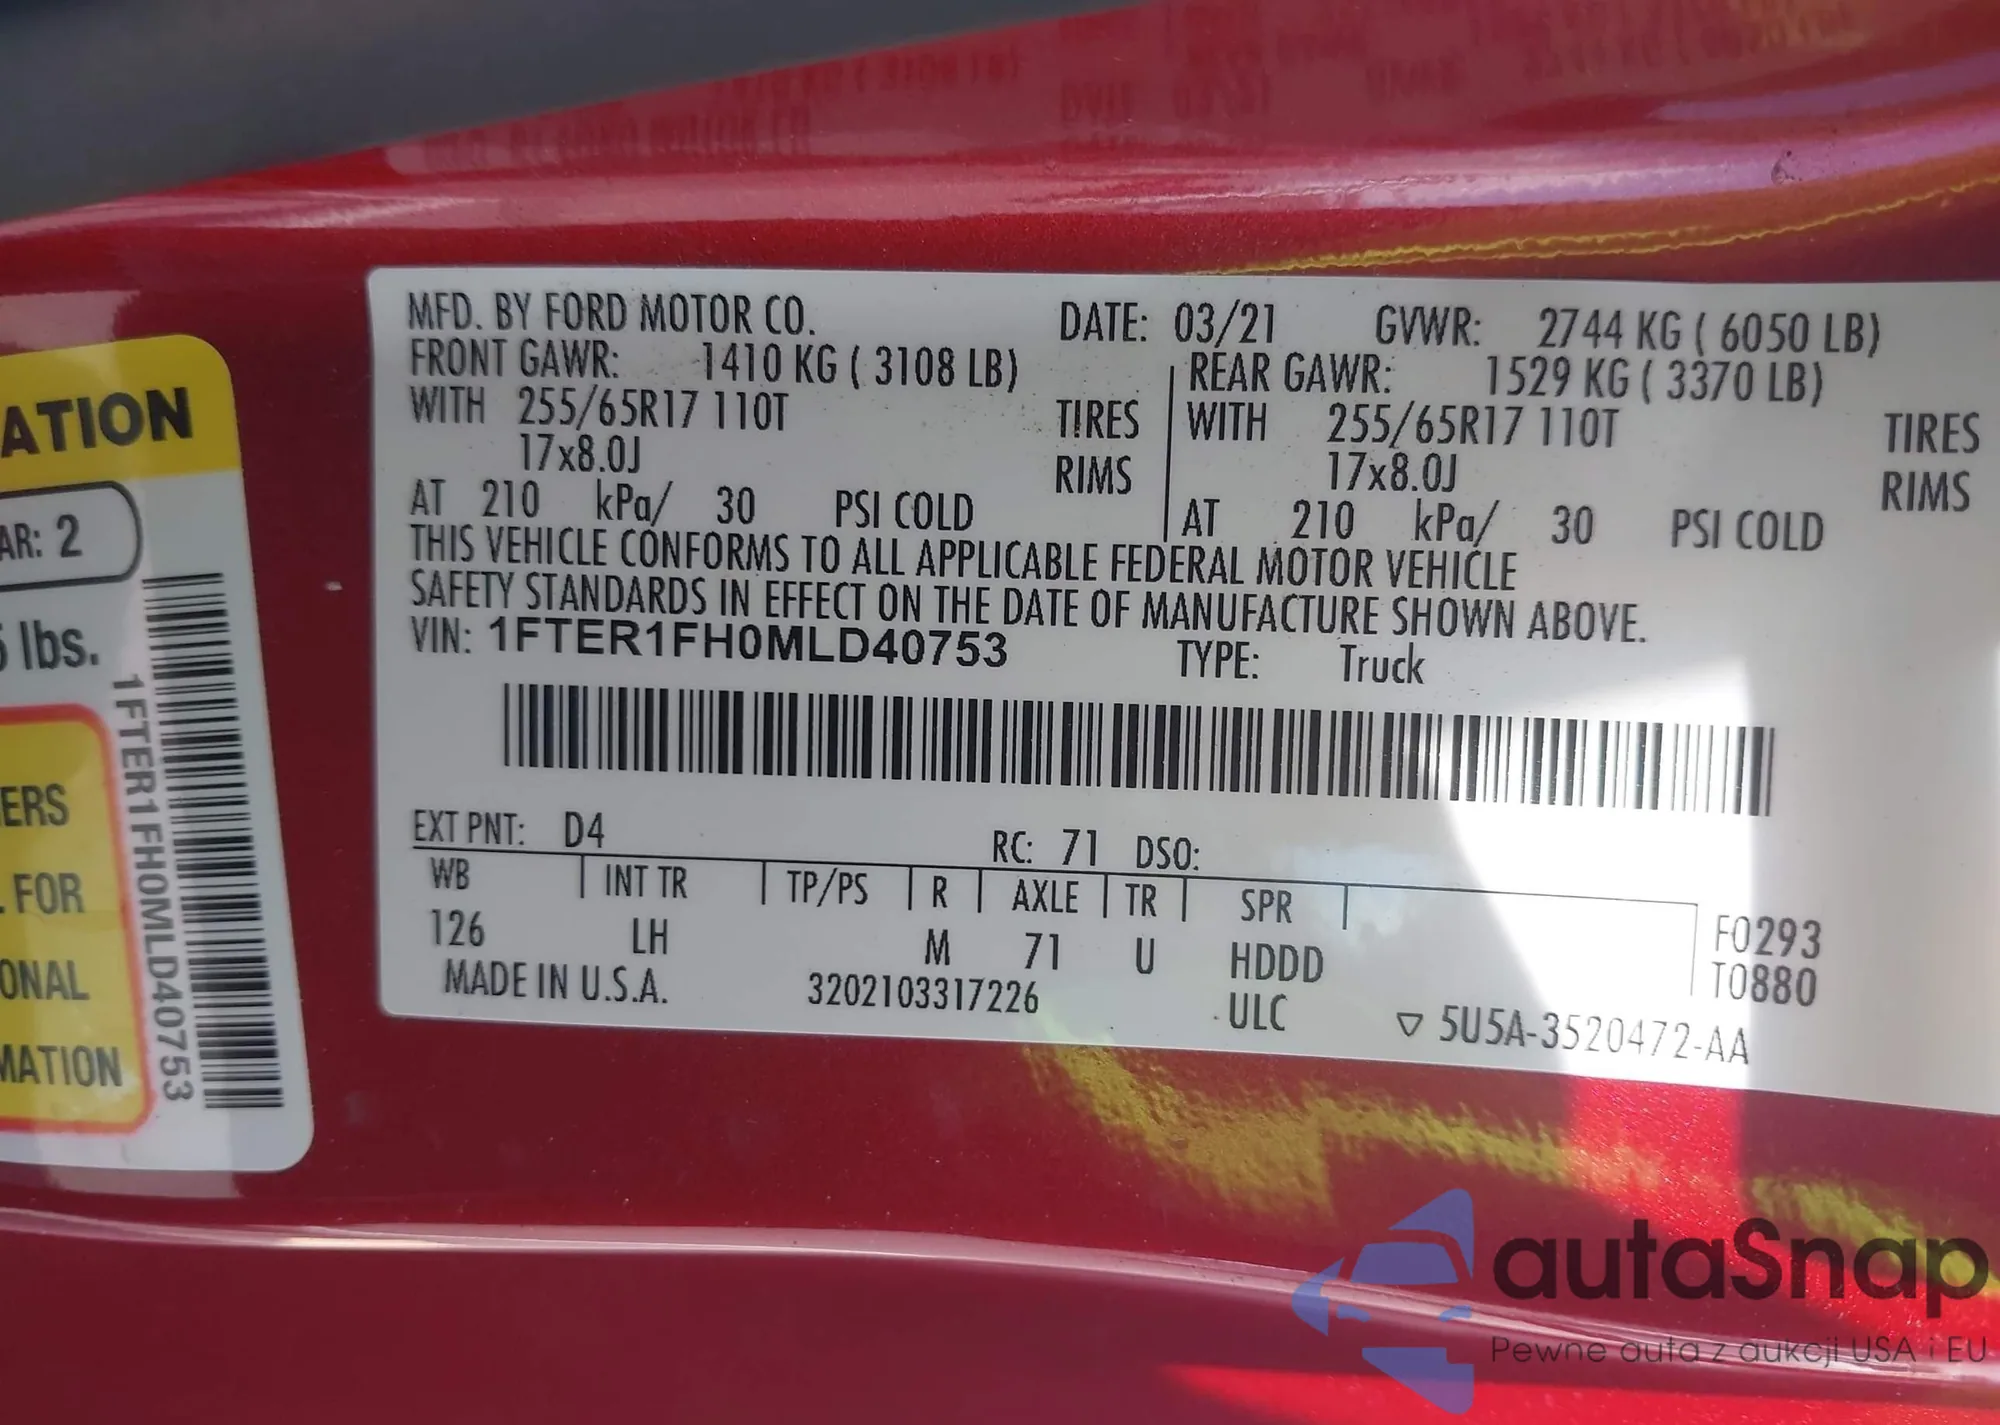 MFD. BY FORD MOTOR CO. DATE: 03/21 GVWR: 2744 KG ( 6050 LB)
FRONT GAWR: 1410 KG ( 3108 LB) REAR GAWR: 1529 KG ( 3370 LB)
WITH 255/65R17 110T TIRES WITH 255/65R17 110T TIRES
17x8.0J RIMS 17x8.0J RIMS
AT 210 kPa/ 30 PSI COLD AT 210 kPa/ 30 PSI COLD
THIS VEHICLE CONFORMS TO ALL APPLICABLE FEDERAL MOTOR VEHICLE
SAFETY STANDARDS IN EFFECT ON THE DATE OF MANUFACTURE SHOWN ABOVE.
VIN: 1FTER1FH0MLD40753 TYPE: Truck
EXT PNT: D4 RC: 71 DSO:
WB INT TR TP/PS R AXLE TR SPR
126 LH M 71 U HDDD
F0293
T0880
MADE IN U.S.A. 3202103317226 ULC ▽ 5U5A-3520472-AA
ATION
AR: 2
lbs.
ERS
FOR
ONAL
MATION
1FTER1FH0MLD40753
autaSnap
Pewne auta z aukcji USA i EU